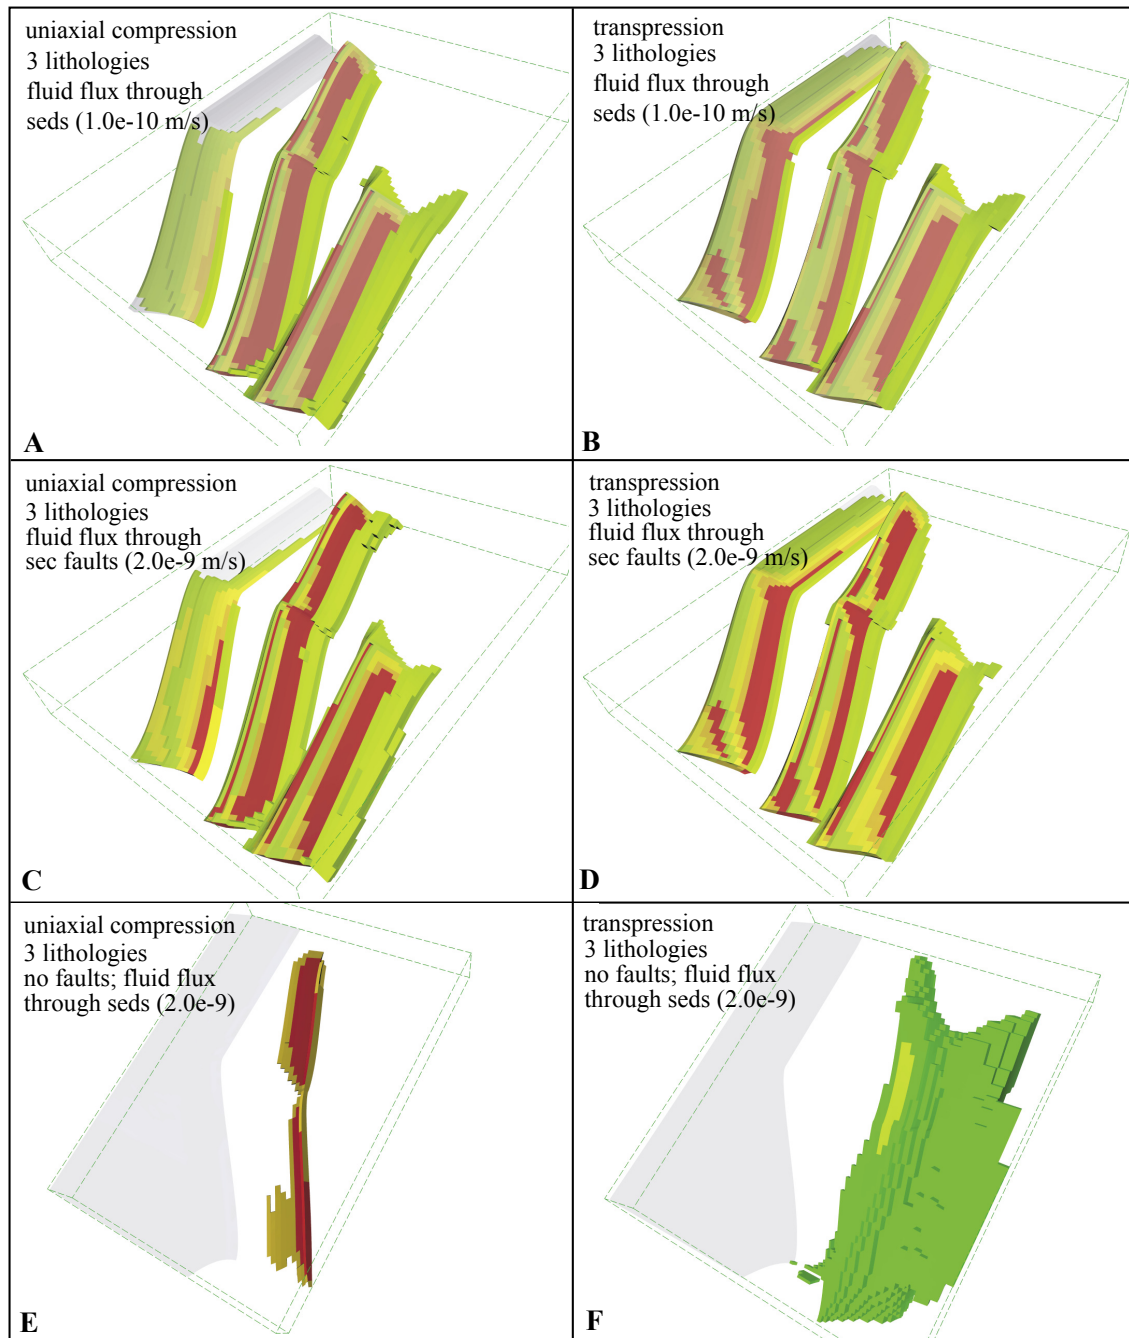 uniaxial compression
3 lithologies
fluid flux through
seds (1.0e-10 m/s)
A
transpression
3 lithologies
fluid flux through
seds (1.0e-10 m/s)
B
uniaxial compression
3 lithologies
fluid flux through
sec faults (2.0e-9 m/s)
C
transpression
3 lithologies
fluid flux through
sec faults (2.0e-9 m/s)
D
uniaxial compression
3 lithologies
no faults; fluid flux
through seds (2.0e-9)
E
transpression
3 lithologies
no faults; fluid flux
through seds (2.0e-9)
F